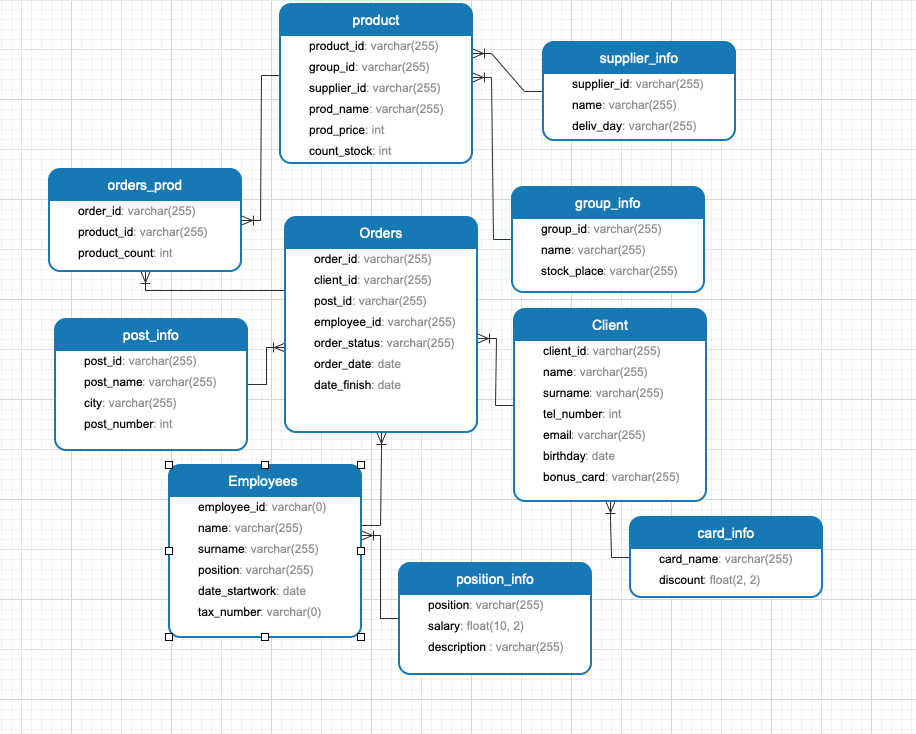 product
product_id: varchar(255)
group_id: varchar(255)
supplier_id: varchar(255)
prod_name: varchar(255)
prod_price: int
count_stock: int
supplier_info
supplier_id: varchar(255)
name: varchar(255)
deliv_day: varchar(255)
orders_prod
order_id: varchar(255)
product_id: varchar(255)
product_count: int
Orders
order_id: varchar(255)
client_id: varchar(255)
post_id: varchar(255)
employee_id: varchar(255)
order_status: varchar(255)
order_date: date
date_finish: date
group_info
group_id: varchar(255)
name: varchar(255)
stock_place: varchar(255)
post_info
post_id: varchar(255)
post_name: varchar(255)
city: varchar(255)
post_number: int
Client
client_id: varchar(255)
name: varchar(255)
surname: varchar(255)
tel_number: int
email: varchar(255)
birthday: date
bonus_card: varchar(255)
Employees
employee_id: varchar(0)
name: varchar(255)
surname: varchar(255)
position: varchar(255)
date_startwork: date
tax_number: varchar(0)
card_info
card_name: varchar(255)
discount: float(2, 2)
position_info
position: varchar(255)
salary: float(10, 2)
description : varchar(255)